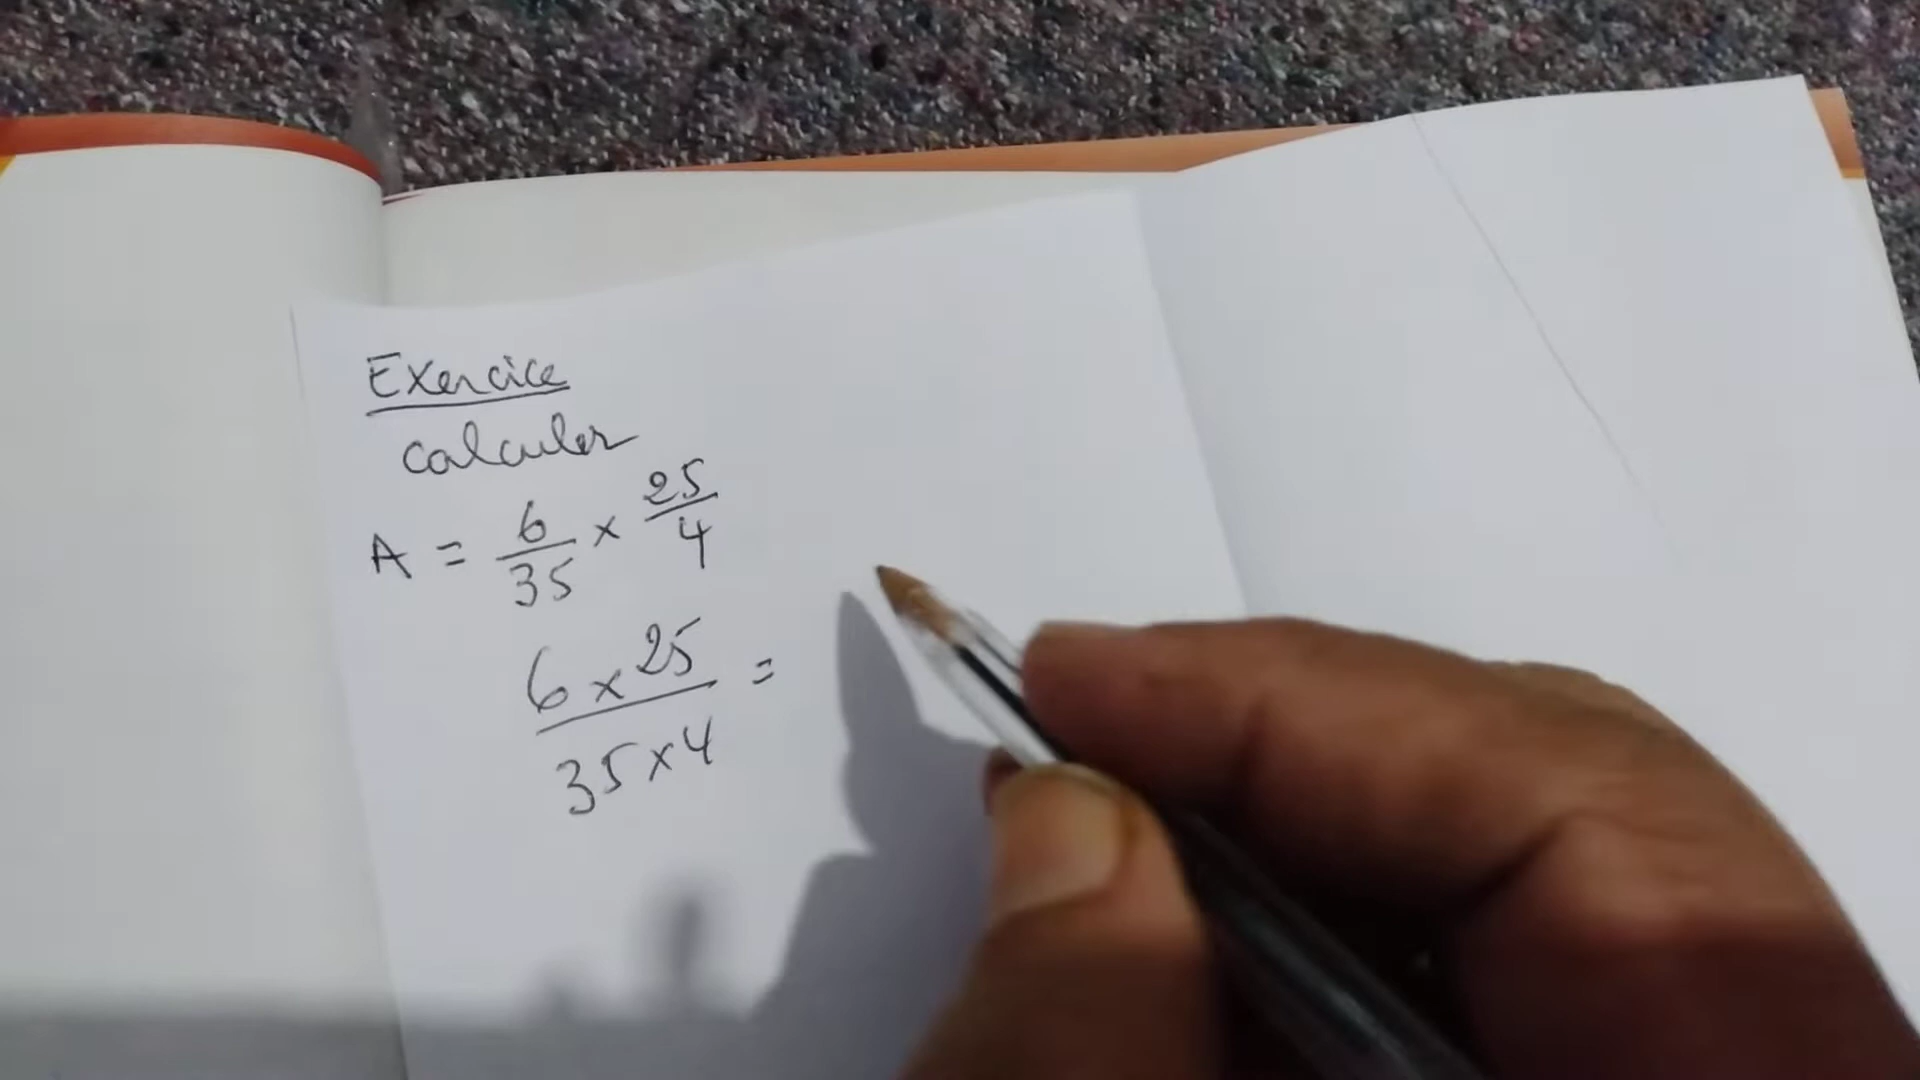 Exercice
calculer
A = 6/35 × 25/4
6 × 25 / 35 × 4 =